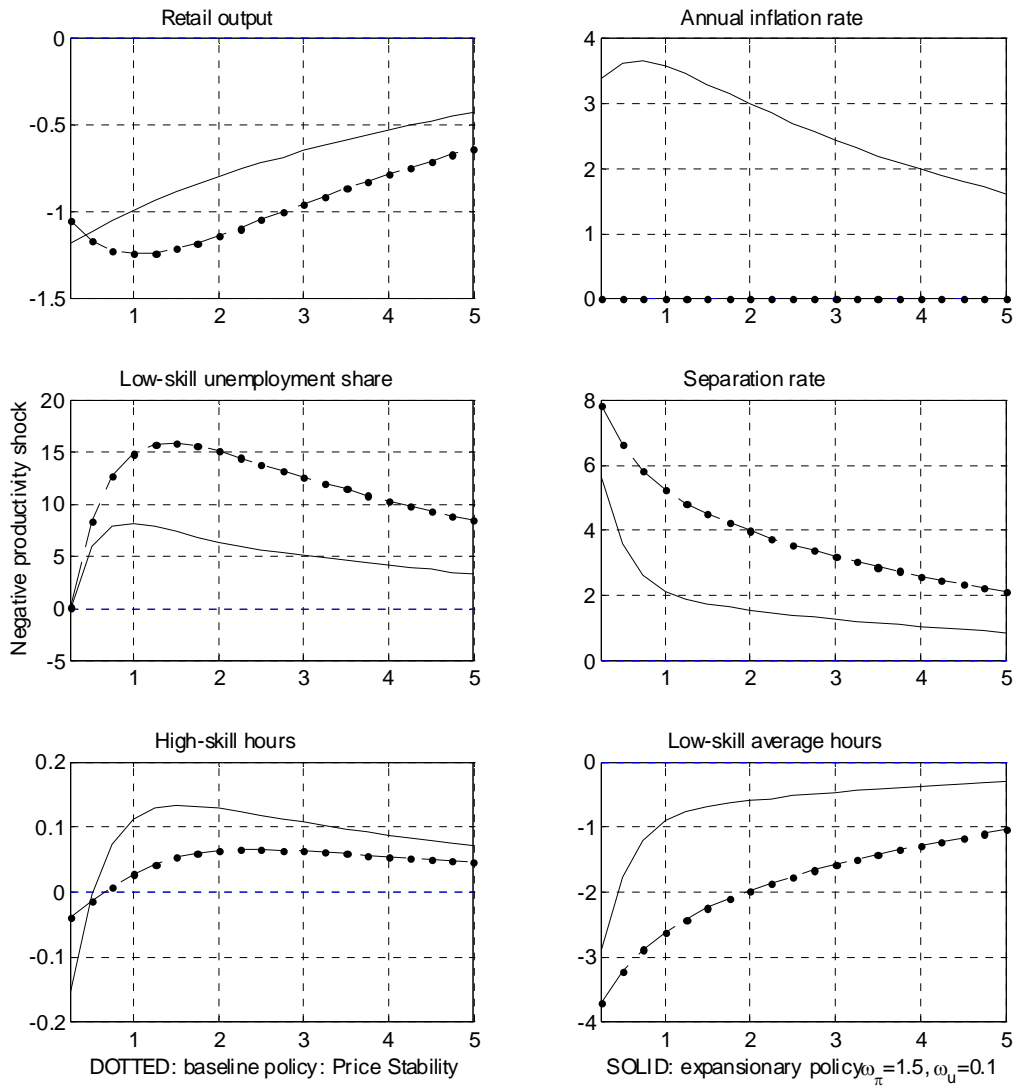 Retail output
0
-0.5
-1
-1.5
1 2 3 4 5
Annual inflation rate
4
3
2
1
0
1 2 3 4 5
Negative productivity shock
Low-skill unemployment share
20
15
10
5
0
-5
1 2 3 4 5
Separation rate
8
6
4
2
0
1 2 3 4 5
High-skill hours
0.2
0.1
0
-0.1
-0.2
1 2 3 4 5
Low-skill average hours
0
-1
-2
-3
-4
1 2 3 4 5
DOTTED: baseline policy: Price Stability
SOLID: expansionary policyω_π=1.5, ω_u=0.1